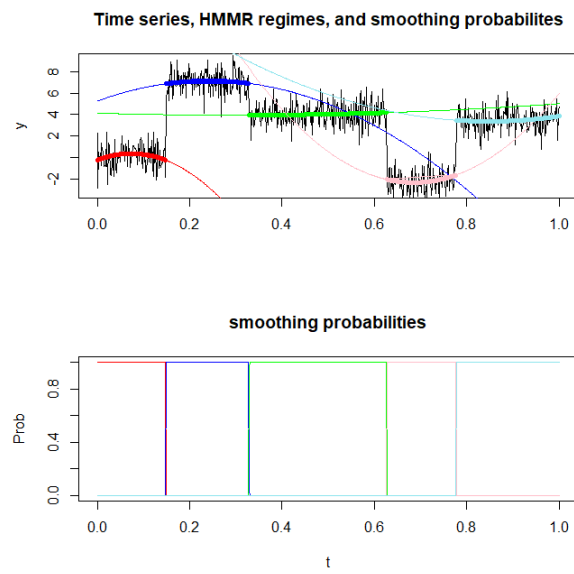 Time series, HMMR regimes, and smoothing probabilites
y
8
6
4
2
-2
0.0 0.2 0.4 0.6 0.8 1.0
smoothing probabilities
Prob
0.8
0.4
0.0
0.0 0.2 0.4 0.6 0.8 1.0
t